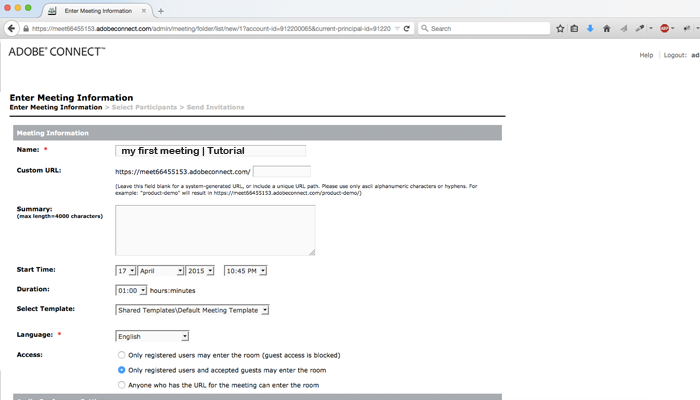 Enter Meeting Information
https://meet66455153.adobeconnect.com/admin/meeting/folder/list/new/1?account-id=912200065&current-principal-id=91220
Search
ABP
ADOBE® CONNECT™
Help | Logout: ad
Enter Meeting Information
Enter Meeting Information > Select Participants > Send Invitations
Meeting Information
Name: * my first meeting | Tutorial
Custom URL: https://meet66455153.adobeconnect.com/
(Leave this field blank for a system-generated URL, or include a unique URL path. Please use only ascii alphanumeric characters or hyphens. For
example: "product-demo" will result in https://meet66455153.adobeconnect.com/product-demo/)
Summary:
(max length=4000 characters)
Start Time: 17 April 2015 10:45 PM
Duration: 01:00 hours:minutes
Select Template: Shared Templates\Default Meeting Template
Language: * English
Access: Only registered users may enter the room (guest access is blocked)
Only registered users and accepted guests may enter the room
Anyone who has the URL for the meeting can enter the room